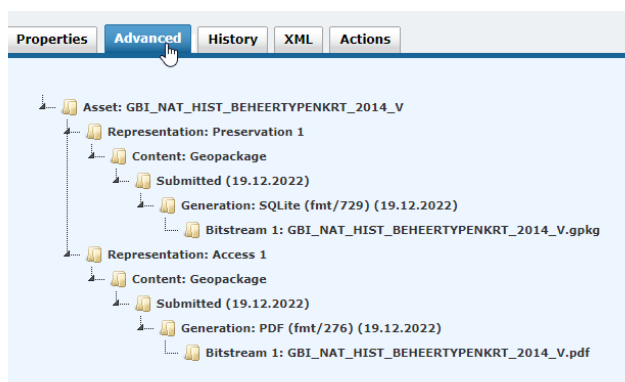 Properties Advanced History XML Actions
Asset: GBI_NAT_HIST_BEHEERTYPENKRT_2014_V
Representation: Preservation 1
Content: Geopackage
Submitted (19.12.2022)
Generation: SQLite (fmt/729) (19.12.2022)
Bitstream 1: GBI_NAT_HIST_BEHEERTYPENKRT_2014_V.gpkg
Representation: Access 1
Content: Geopackage
Submitted (19.12.2022)
Generation: PDF (fmt/276) (19.12.2022)
Bitstream 1: GBI_NAT_HIST_BEHEERTYPENKRT_2014_V.pdf